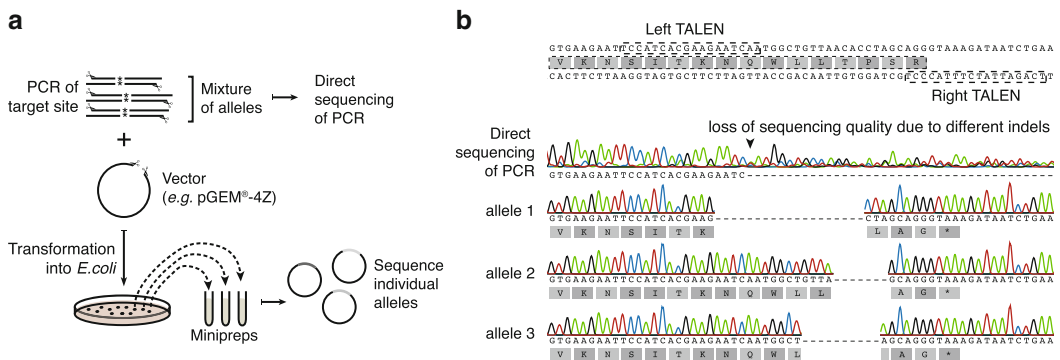 a
PCR of
target site
Mixture
of alleles
Direct
sequencing
of PCR
+
Vector
(e.g. pGEM®-4Z)
Transformation
into E.coli
Minipreps
Sequence
individual
alleles
b
Left TALEN
GTGAAGAATTCCATCACGAAGAATCAATGGCTGTTAACACCTAGCAGGGTAAAGATAATCTGAA
V K N S I T K N Q W L L T P S R
CACTTCTTAAGGTAGTGCTTCTTAGTTACCGACAATTGTGGATCGTCCCATTTCTATTAGACTT
Right TALEN
Direct
sequencing
of PCR
loss of sequencing quality due to different indels
GTGAAGAATTCCATCACGAAGAATC
allele 1
GTGAAGAATTCCATCACGAAG CTAGCAGGGTAAAGATAATCTGAA
V K N S I T K L A G *
allele 2
GTGAAGAATTCCATCACGAAGAATCAATGGCTGTTA GCAGGGTAAAGATAATCTGAA
V K N S I T K N Q W L L A G *
allele 3
GTGAAGAATTCCATCACGAAGAATCAATGGCT AGCAGGGTAAAGATAATCTGAA
V K N S I T K N Q W L A G *